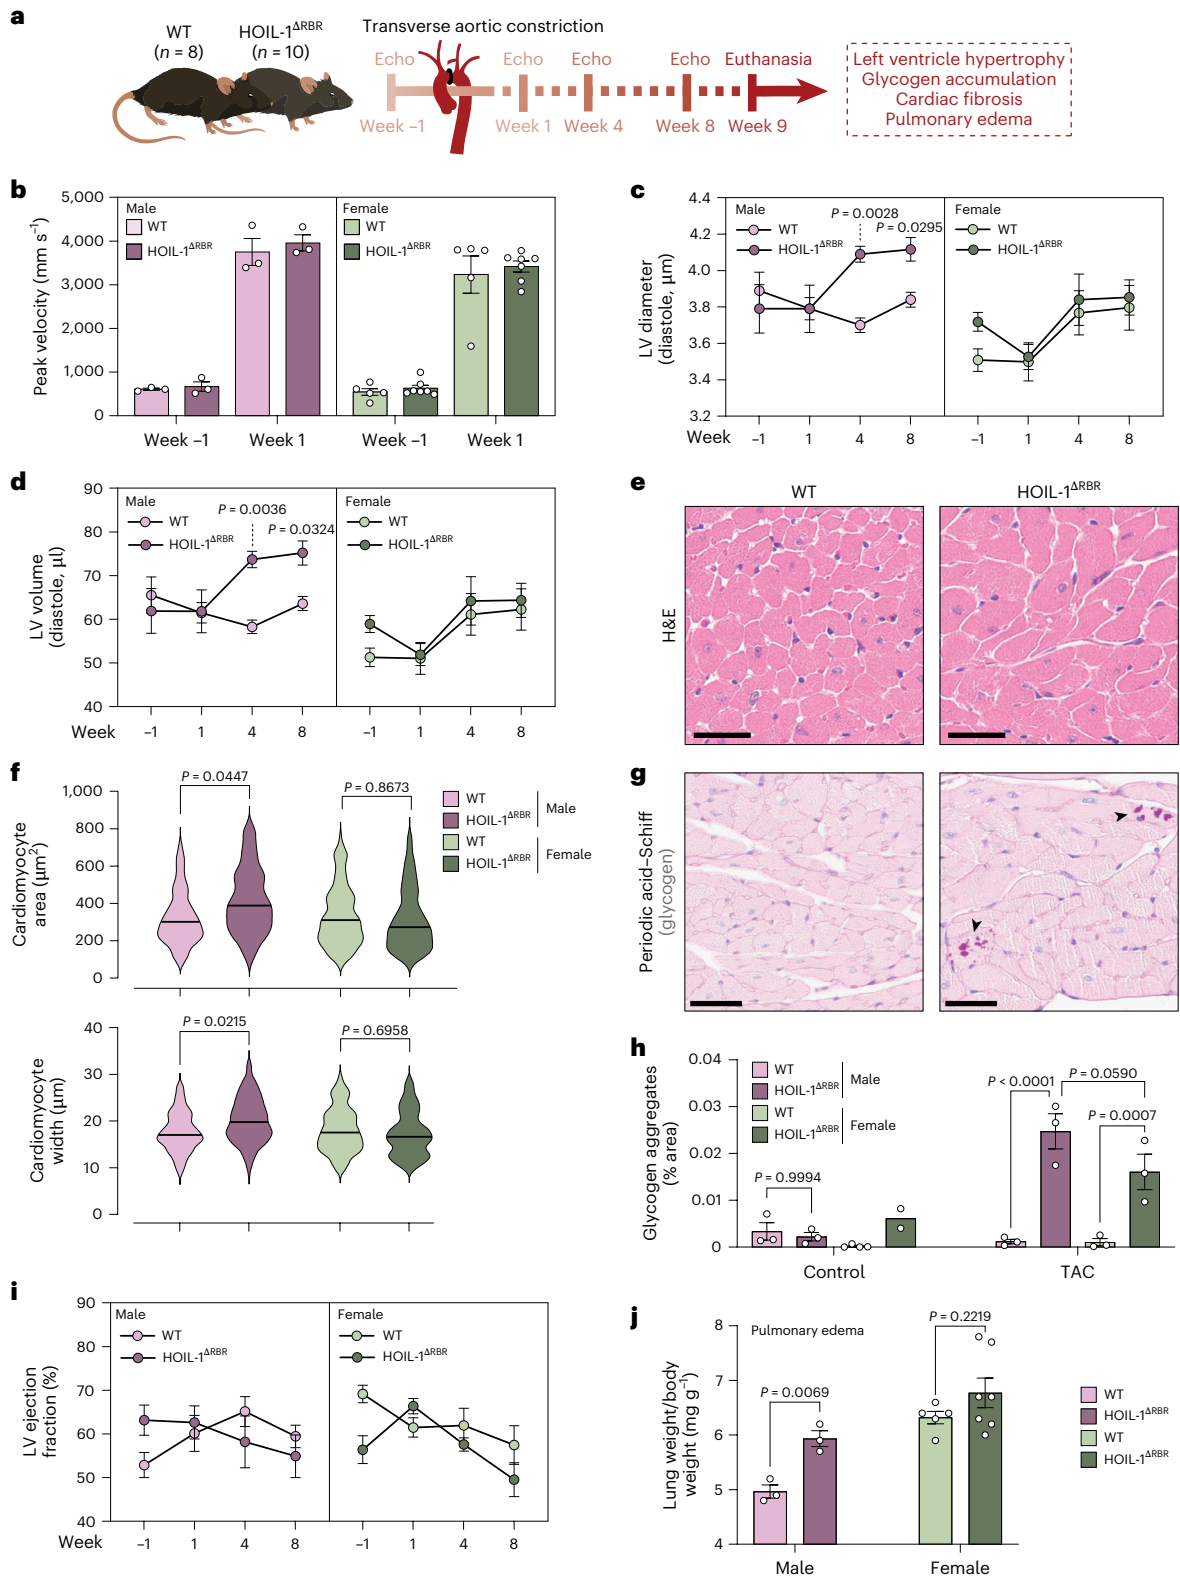 a
WT
(n = 8)
HOIL-1ΔRBR
(n = 10)
Transverse aortic constriction
Echo
Echo
Echo
Echo
Euthanasia
Week –1
Week 1
Week 4
Week 8
Week 9
Left ventricle hypertrophy
Glycogen accumulation
Cardiac fibrosis
Pulmonary edema
b
Peak velocity (mm s–1)
5,000
4,000
3,000
2,000
1,000
0
Male
WT
HOIL-1ΔRBR
Female
WT
HOIL-1ΔRBR
Week –1
Week 1
Week –1
Week 1
c
LV diameter
(diastole, μm)
4.4
4.2
4.0
3.8
3.6
3.4
3.2
Male
WT
HOIL-1ΔRBR
P = 0.0028
P = 0.0295
Female
WT
HOIL-1ΔRBR
Week
–1
1
4
8
–1
1
4
8
d
LV volume
(diastole, μl)
90
80
70
60
50
40
Male
WT
HOIL-1ΔRBR
P = 0.0036
P = 0.0324
Female
WT
HOIL-1ΔRBR
Week
–1
1
4
8
–1
1
4
8
e
WT
HOIL-1ΔRBR
H&E
f
Cardiomyocyte
area (μm2)
1,000
800
600
400
200
0
P = 0.0447
P = 0.8673
WT
HOIL-1ΔRBR
Male
WT
HOIL-1ΔRBR
Female
Cardiomyocyte
width (μm)
40
30
20
10
0
P = 0.0215
P = 0.6958
g
Periodic acid–Schiff
(glycogen)
h
Glycogen aggregates
(% area)
0.04
0.03
0.02
0.01
0
WT
HOIL-1ΔRBR
Male
WT
HOIL-1ΔRBR
Female
P = 0.9994
P < 0.0001
P = 0.0590
P = 0.0007
Control
TAC
i
LV ejection
fraction (%)
90
80
70
60
50
40
Male
WT
HOIL-1ΔRBR
Female
WT
HOIL-1ΔRBR
Week
–1
1
4
8
–1
1
4
8
j
Lung weight/body
weight (mg g–1)
8
7
6
5
4
Pulmonary edema
P = 0.0069
P = 0.2219
Male
Female
WT
HOIL-1ΔRBR
WT
HOIL-1ΔRBR